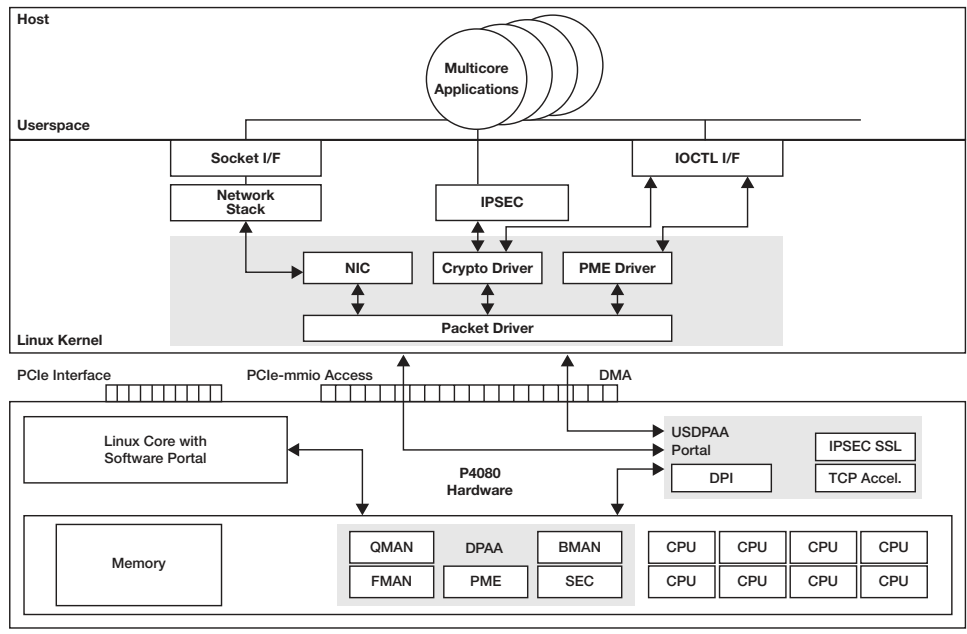 Host
Multicore
Applications
Userspace
Socket I/F
IOCTL I/F
Network
Stack
IPSEC
NIC
Crypto Driver
PME Driver
Packet Driver
Linux Kernel
PCIe Interface
PCIe-mmio Access
DMA
Linux Core with
Software Portal
P4080
Hardware
USDPAA
Portal
IPSEC SSL
DPI
TCP Accel.
Memory
QMAN
DPAA
BMAN
FMAN
PME
SEC
CPU
CPU
CPU
CPU
CPU
CPU
CPU
CPU